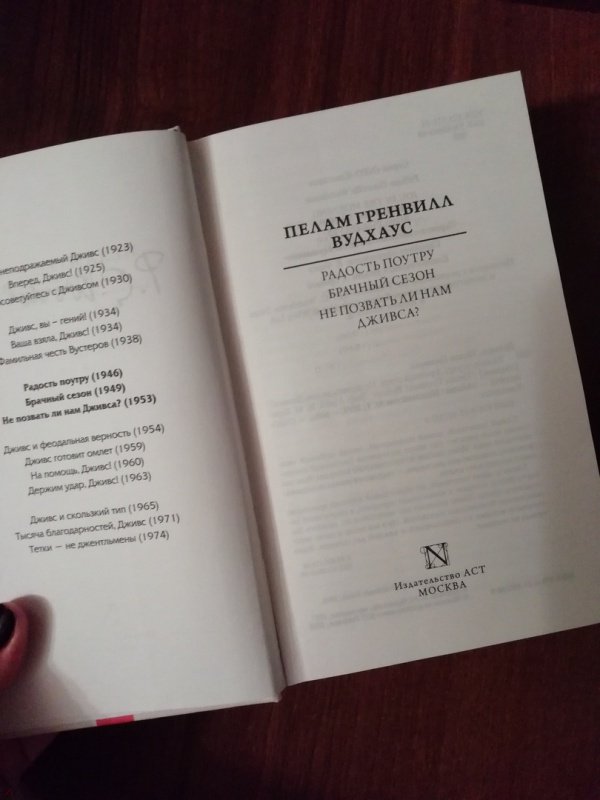 неподражаемый Дживс (1923)
Вперед, Дживс! (1925)
советуйтесь с Дживсом (1930)
Дживс, вы – гений! (1934)
Ваша взяла, Дживс! (1934)
Фамильная честь Вустеров (1938)
Радость поутру (1946)
Брачный сезон (1949)
Не позвать ли нам Дживса? (1953)
Дживс и феодальная верность (1954)
Дживс готовит омлет (1959)
На помощь, Дживс! (1960)
Держим удар, Дживс! (1963)
Дживс и скользкий тип (1965)
Тысяча благодарностей, Дживс (1971)
Тетки – не джентльмены (1974)
ПЕЛАМ ГРЕНВИЛЛ
ВУДХАУС
РАДОСТЬ ПОУТРУ
БРАЧНЫЙ СЕЗОН
НЕ ПОЗВАТЬ ЛИ НАМ
ДЖИВСА?
N
Издательство АСТ
МОСКВА